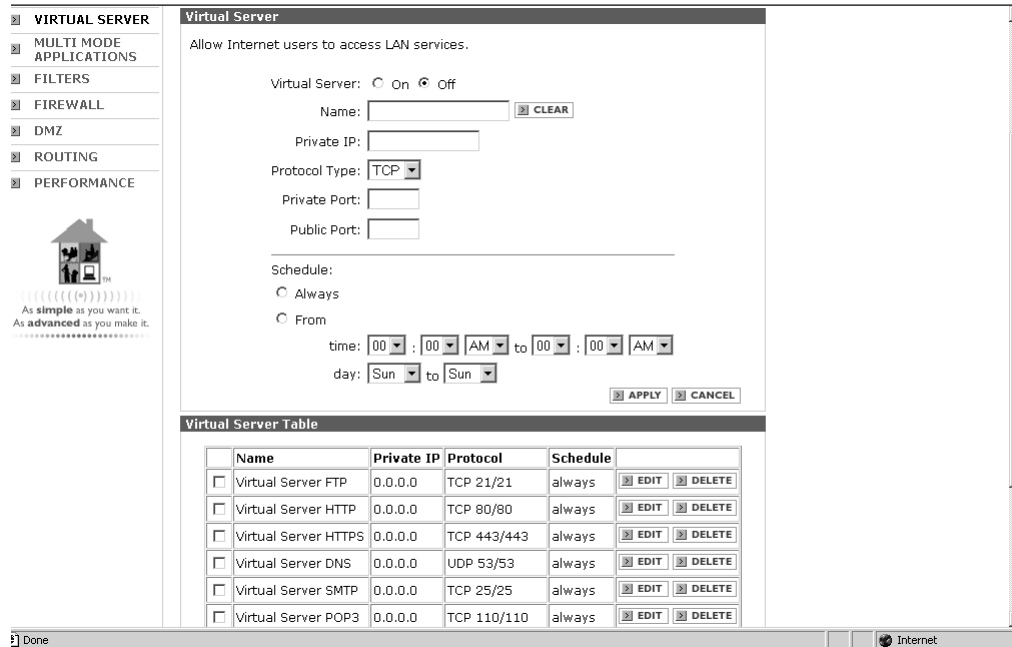 VIRTUAL SERVER
MULTI MODE
APPLICATIONS
FILTERS
FIREWALL
DMZ
ROUTING
PERFORMANCE
TM
As simple as you want it.
As advanced as you make it.
Virtual Server
Allow Internet users to access LAN services.
Virtual Server: On Off
Name: CLEAR
Private IP:
Protocol Type: TCP
Private Port:
Public Port:
Schedule:
Always
From
time: 00 : 00 AM to 00 : 00 AM
day: Sun to Sun
APPLY CANCEL
Virtual Server Table
Name Private IP Protocol Schedule
Virtual Server FTP 0.0.0.0 TCP 21/21 always EDIT DELETE
Virtual Server HTTP 0.0.0.0 TCP 80/80 always EDIT DELETE
Virtual Server HTTPS 0.0.0.0 TCP 443/443 always EDIT DELETE
Virtual Server DNS 0.0.0.0 UDP 53/53 always EDIT DELETE
Virtual Server SMTP 0.0.0.0 TCP 25/25 always EDIT DELETE
Virtual Server POP3 0.0.0.0 TCP 110/110 always EDIT DELETE
Done Internet